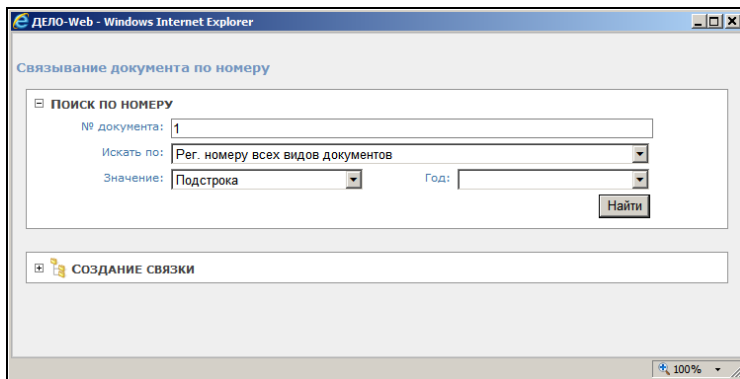 ДЕЛО-Web - Windows Internet Explorer
Связывание документа по номеру
ПОИСК ПО НОМЕРУ
№ документа: 1
Искать по: Рег. номеру всех видов документов
Значение: Подстрока Год:
Найти
СОЗДАНИЕ СВЯЗКИ
100%